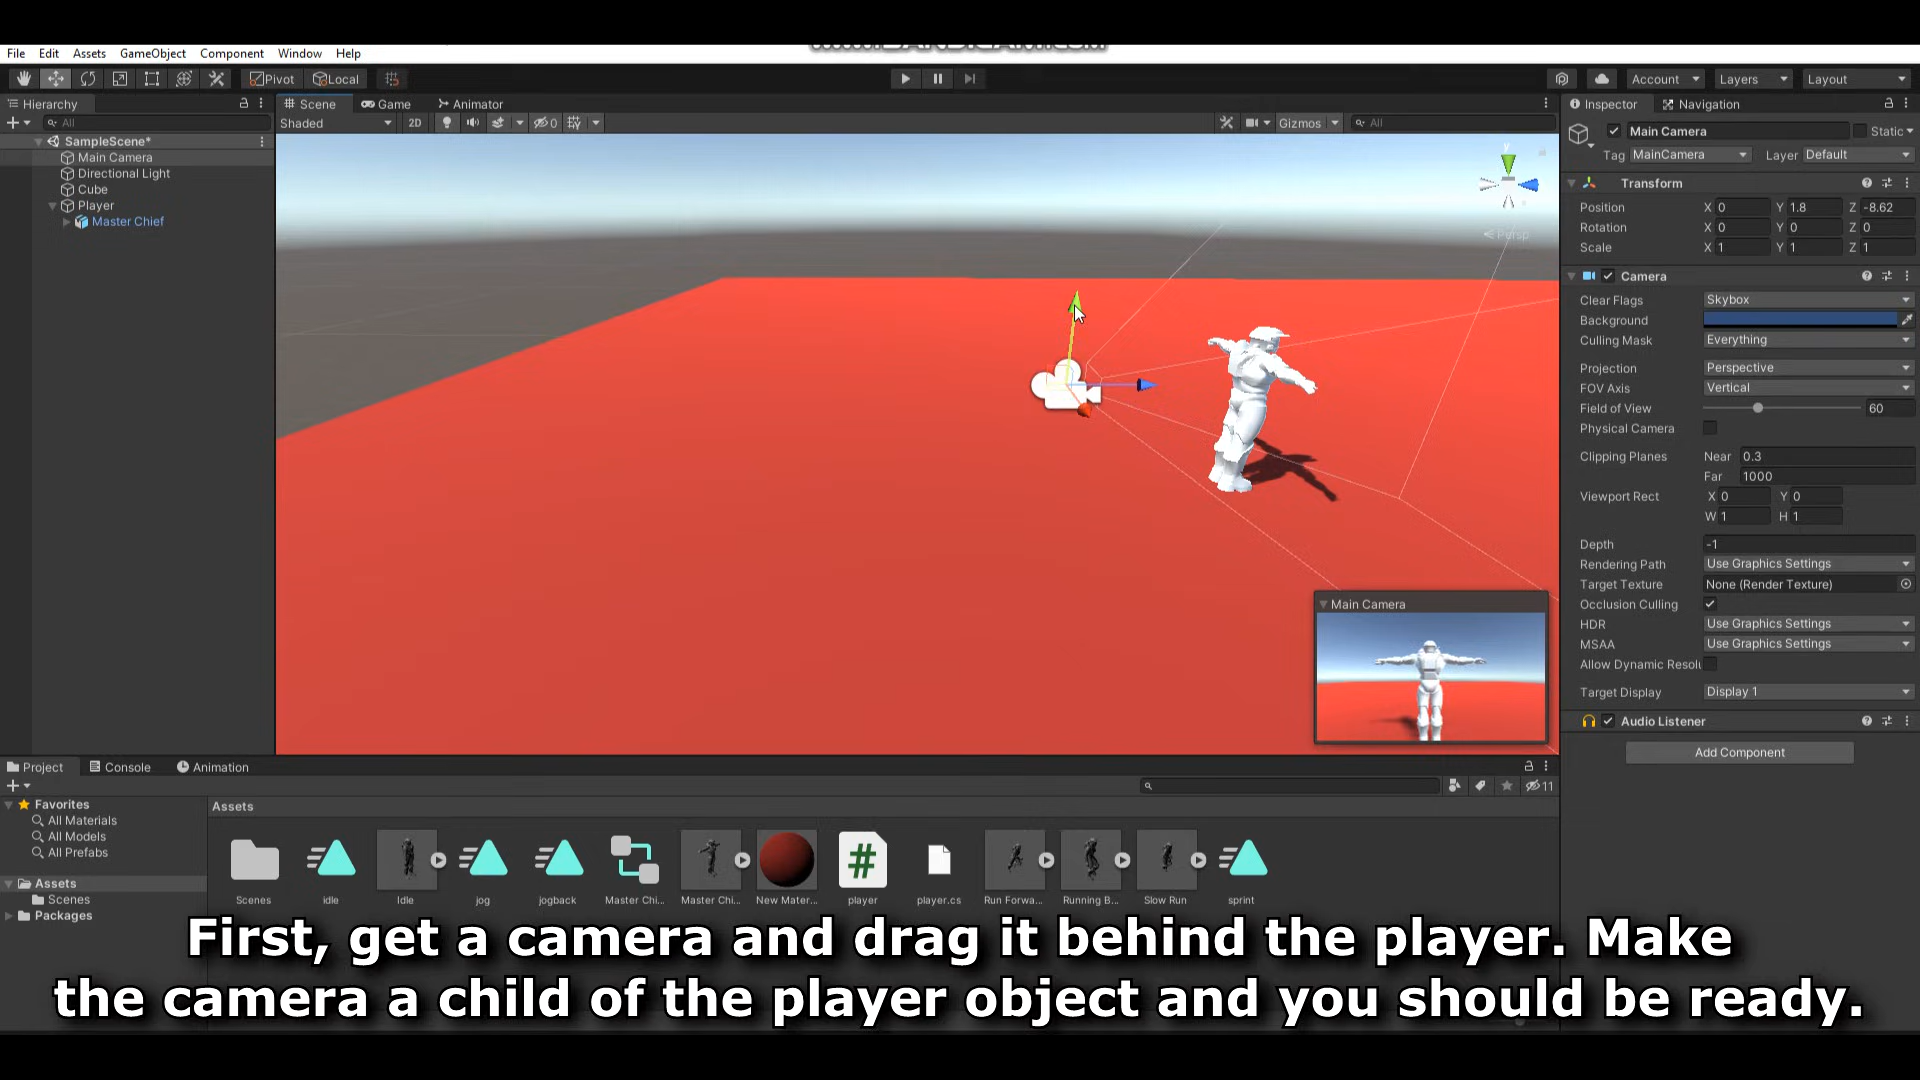 File Edit Assets GameObject Component Window Help
Pivot Local Account Layers Layout
Hierarchy
All
SampleScene*
Main Camera
Directional Light
Cube
Player
Master Chief
Scene Game Animator
Shaded 2D 0 Gizmos All
y
Persp
Main Camera
Inspector Navigation
Main Camera Static
Tag MainCamera Layer Default
Transform
Position X 0 Y 1.8 Z -8.62
Rotation X 0 Y 0 Z 0
Scale X 1 Y 1 Z 1
Camera
Clear Flags Skybox
Background
Culling Mask Everything
Projection Perspective
FOV Axis Vertical
Field of View 60
Physical Camera
Clipping Planes Near 0.3
Far 1000
Viewport Rect X 0 Y 0
W 1 H 1
Depth -1
Rendering Path Use Graphics Settings
Target Texture None (Render Texture)
Occlusion Culling
HDR Use Graphics Settings
MSAA Use Graphics Settings
Allow Dynamic Resolu
Target Display Display 1
Audio Listener
Add Component
Project Console Animation
11
Favorites
All Materials
All Models
All Prefabs
Assets
Scenes
Packages
Assets
Scenes idle Idle jog jogback Master Chi... Master Chi... New Mater... player player.cs Run Forwa... Running B... Slow Run sprint
First, get a camera and drag it behind the player. Make
the camera a child of the player object and you should be ready.